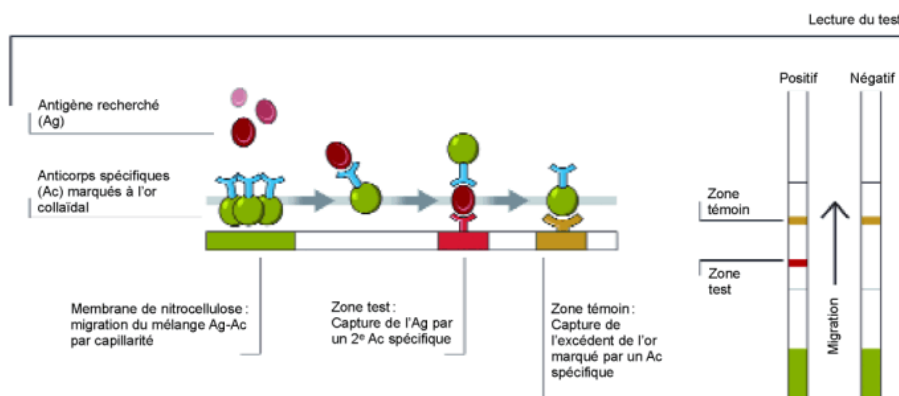 Lecture du test
Positif
Négatif
Antigène recherché
(Ag)
Anticorps spécifiques
(Ac) marqués à l'or
collaïdal
Membrane de nitrocellulose :
migration du mélange Ag-Ac
par capillarité
Zone test :
Capture de l'Ag par
un 2e Ac spécifique
Zone témoin :
Capture de
l'excédent de l'or
marqué par un Ac
spécifique
Zone
témoin
Zone
test
Migration